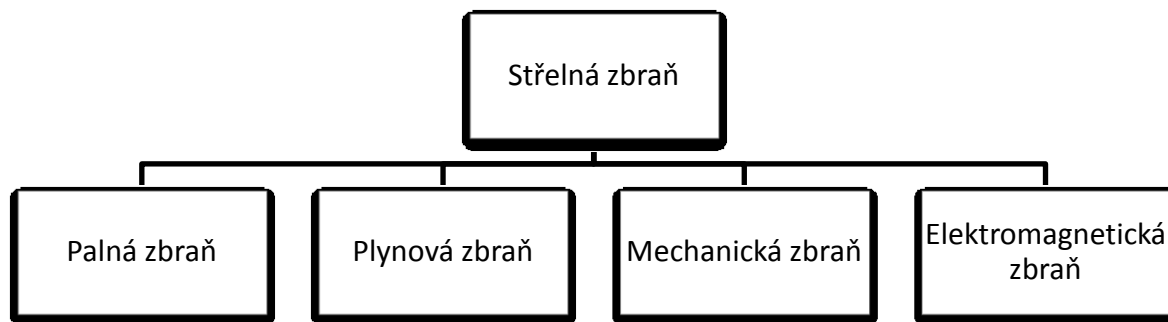 Střelná zbraň
Palná zbraň
Plynová zbraň
Mechanická zbraň
Elektromagnetická
zbraň